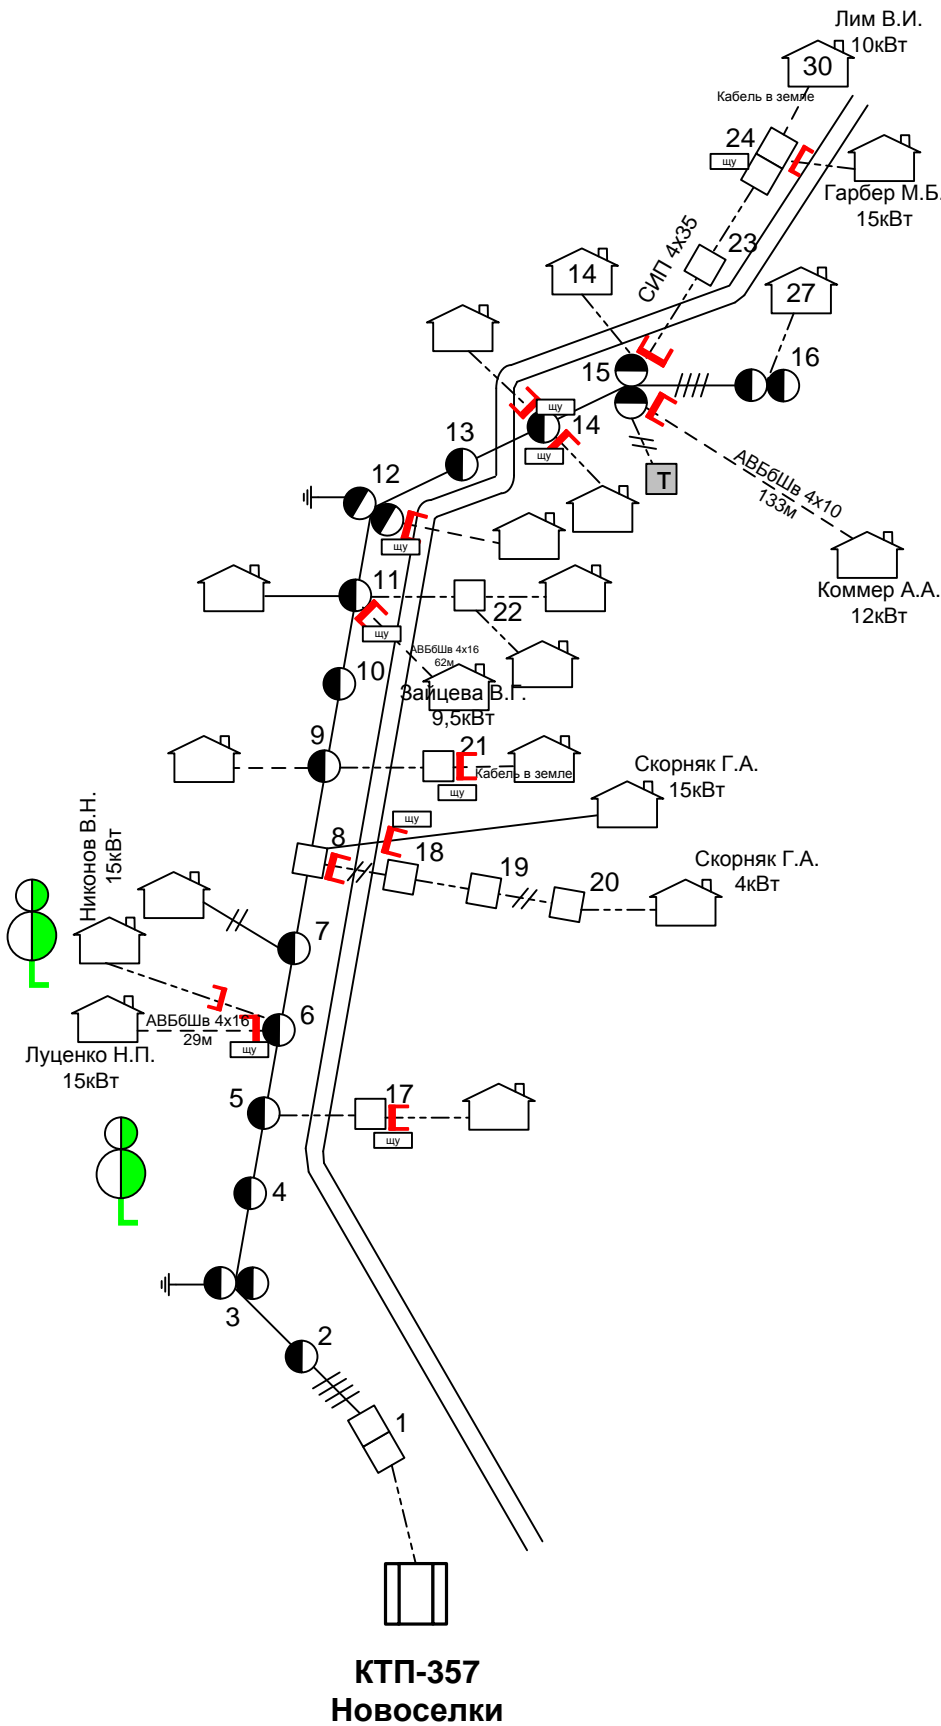 Лим В.И.
10кВт
30
Кабель в земле
24
щу
Гарбер М.Б.
15кВт
23
СИП 4х35
14
27
15
16
щу
14
13
щу
12
Т
АВБбШв 4х10
133м
щу
Коммер А.А.
12кВт
11
22
щу
АВБбШв 4х16
62м
10
Зайцева В.Г.
9,5кВт
9
21
Кабель в земле
щу
Скорняк Г.А.
15кВт
щу
8
18
19
20
Скорняк Г.А.
4кВт
Никонов В.Н.
15кВт
7
6
АВБбШв 4х16
29м
щу
Луценко Н.П.
15кВт
5
17
щу
4
3
2
1
КТП-357
Новоселки